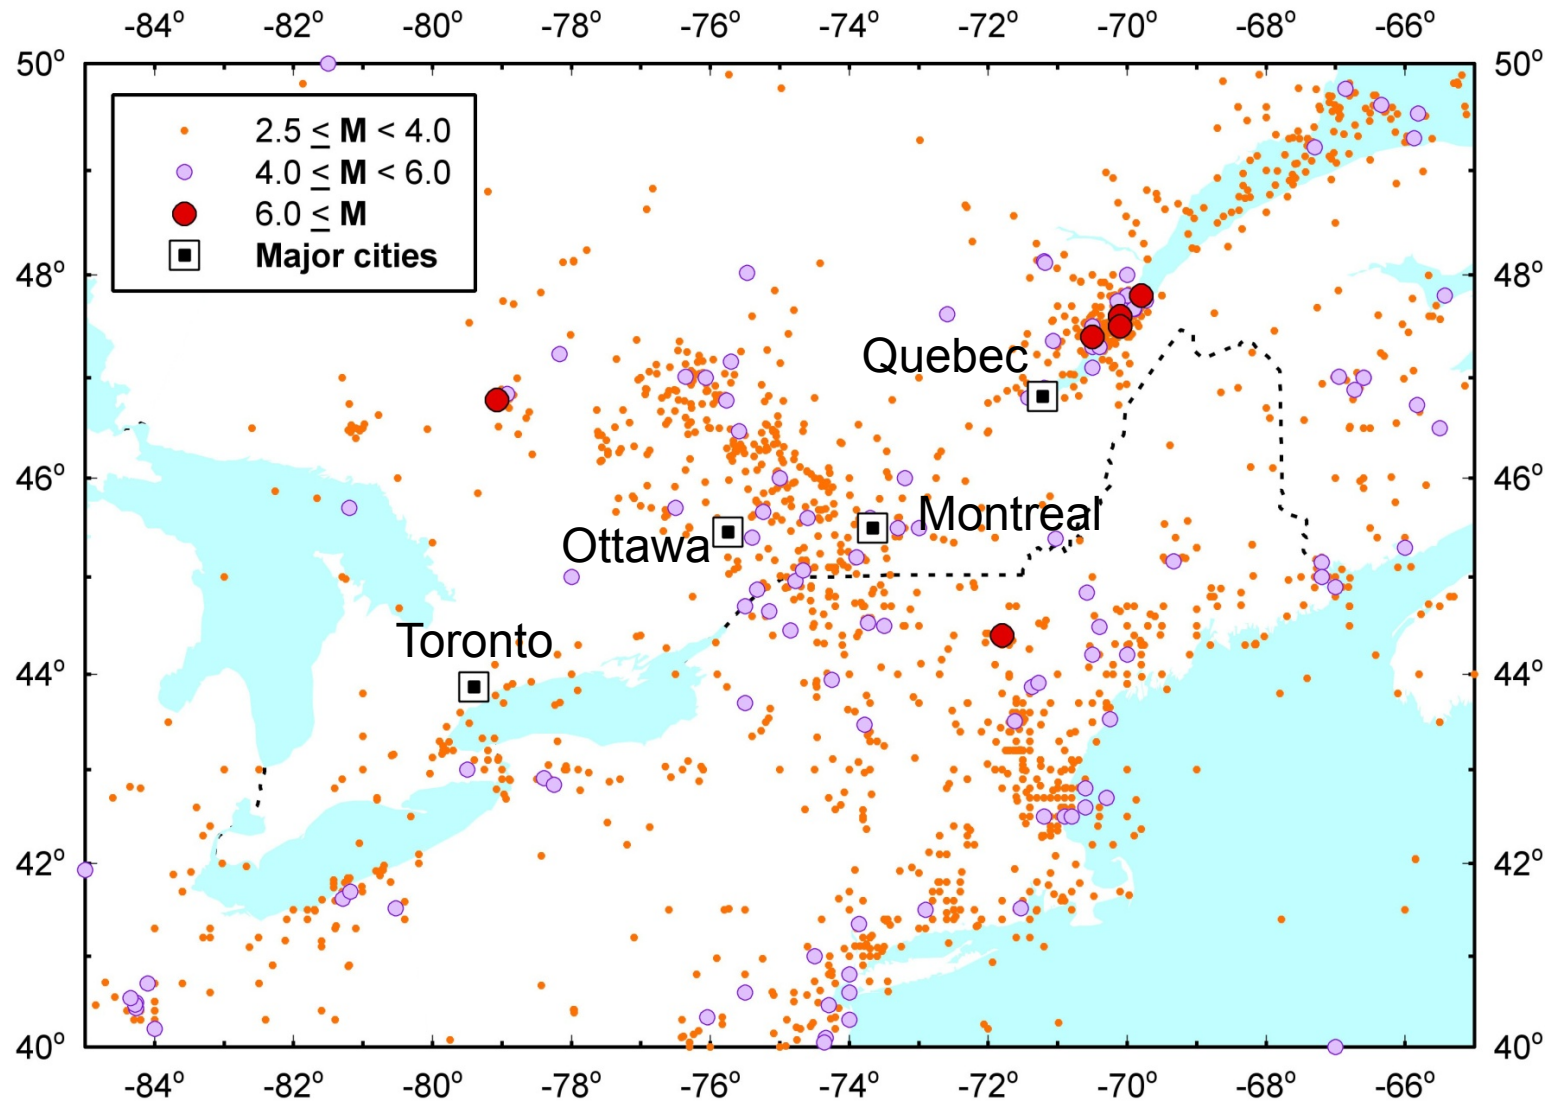 -84° -82° -80° -78° -76° -74° -72° -70° -68° -66°
50° 50°
2.5 ≤ M < 4.0
4.0 ≤ M < 6.0
6.0 ≤ M
Major cities
48° 48°
Quebec
46° 46°
Montreal
Ottawa
Toronto
44° 44°
42° 42°
40° 40°
-84° -82° -80° -78° -76° -74° -72° -70° -68° -66°